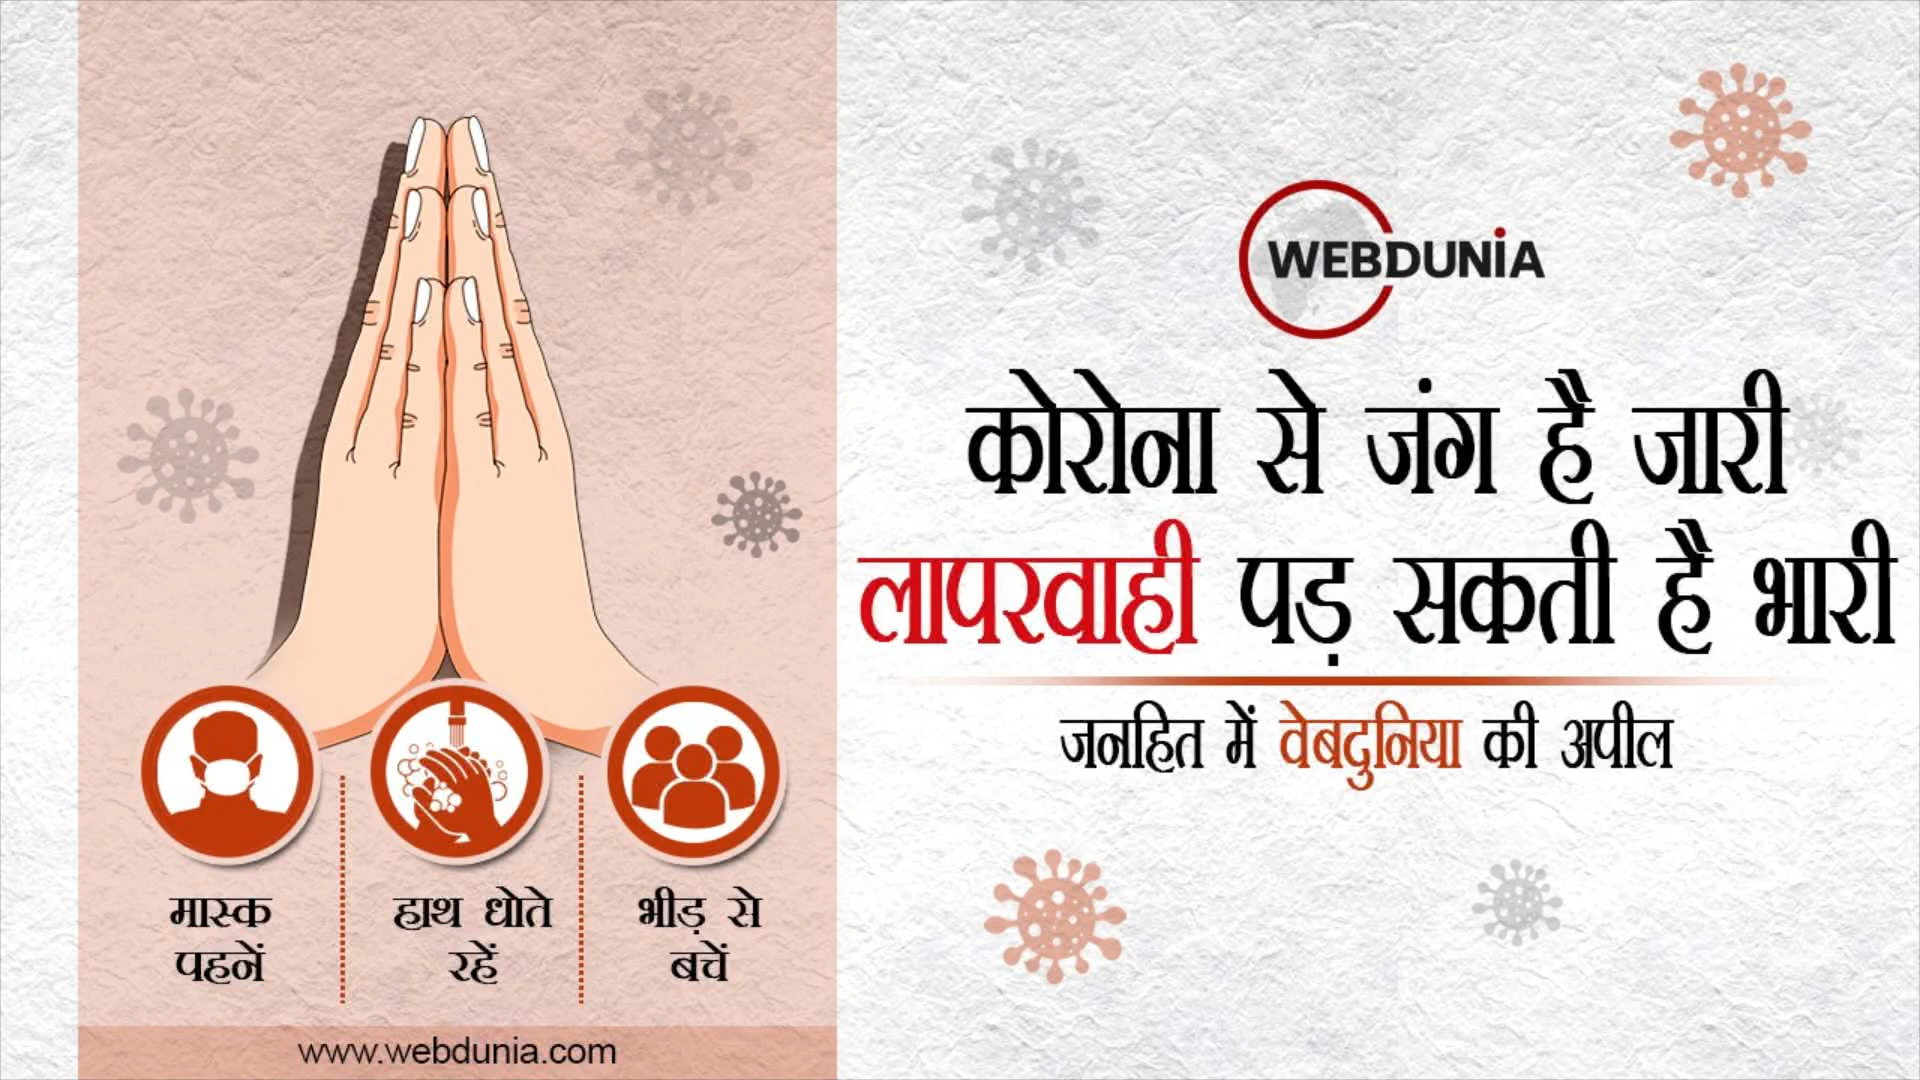 मास्क
पहनें
हाथ धोते
रहें
भीड़ से
बचें
www.webdunia.com
WEBDUNIA
कोरोना से जंग है जारी
लापरवाही पड़ सकती है भारी
जनहित में वेबदुनिया की अपील